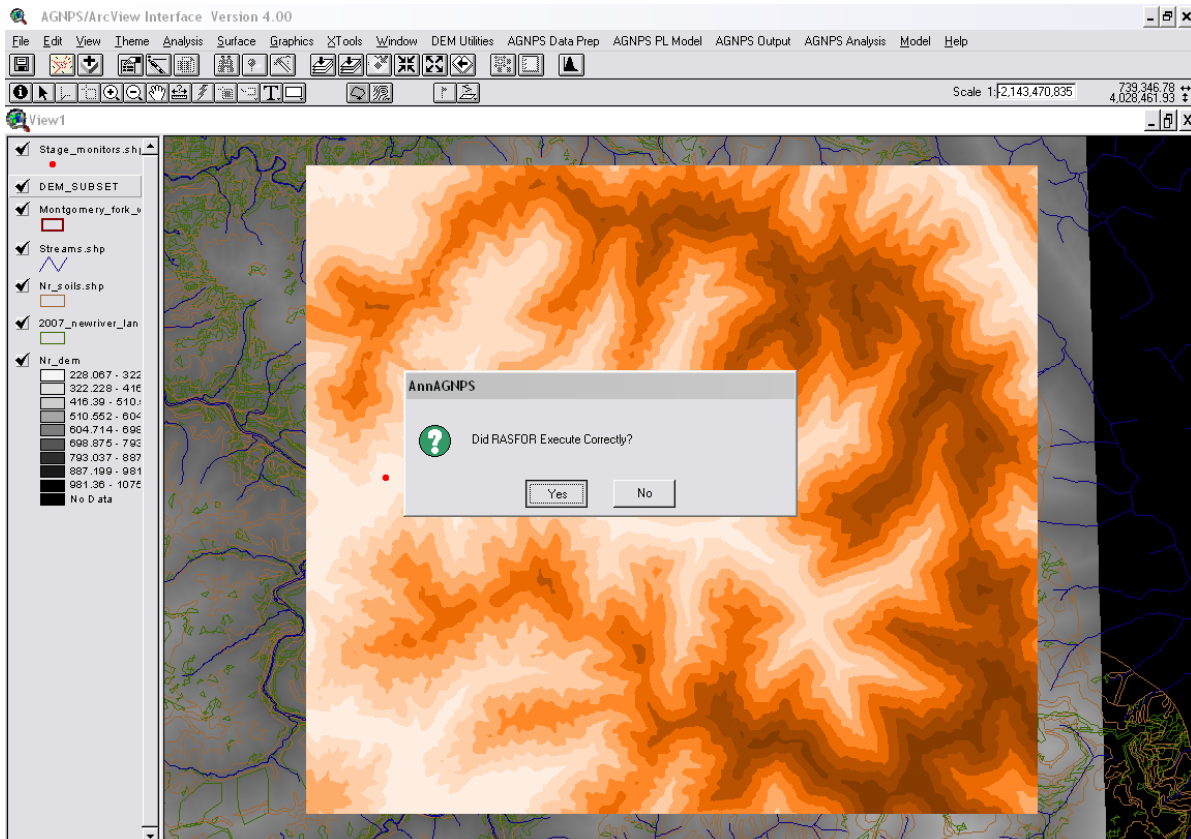 AGNPS/ArcView Interface Version 4.00
File Edit View Theme Analysis Surface Graphics XTools Window DEM Utilities AGNPS Data Prep AGNPS PL Model AGNPS Output AGNPS Analysis Model Help
T
Scale 1: -2,143,470,835
739,346.78
4,028,461.93
View1
Stage_monitors.sh
DEM_SUBSET
Montgomery_fork_
Streams.shp
Nr_soils.shp
2007_newriver_lan
Nr_dem
228.067 - 322
322.228 - 416
416.39 - 510.
510.552 - 604
604.714 - 698
698.875 - 793
793.037 - 887
887.199 - 981
981.36 - 1075
No Data
AnnAGNPS
Did RASFOR Execute Correctly?
Yes No